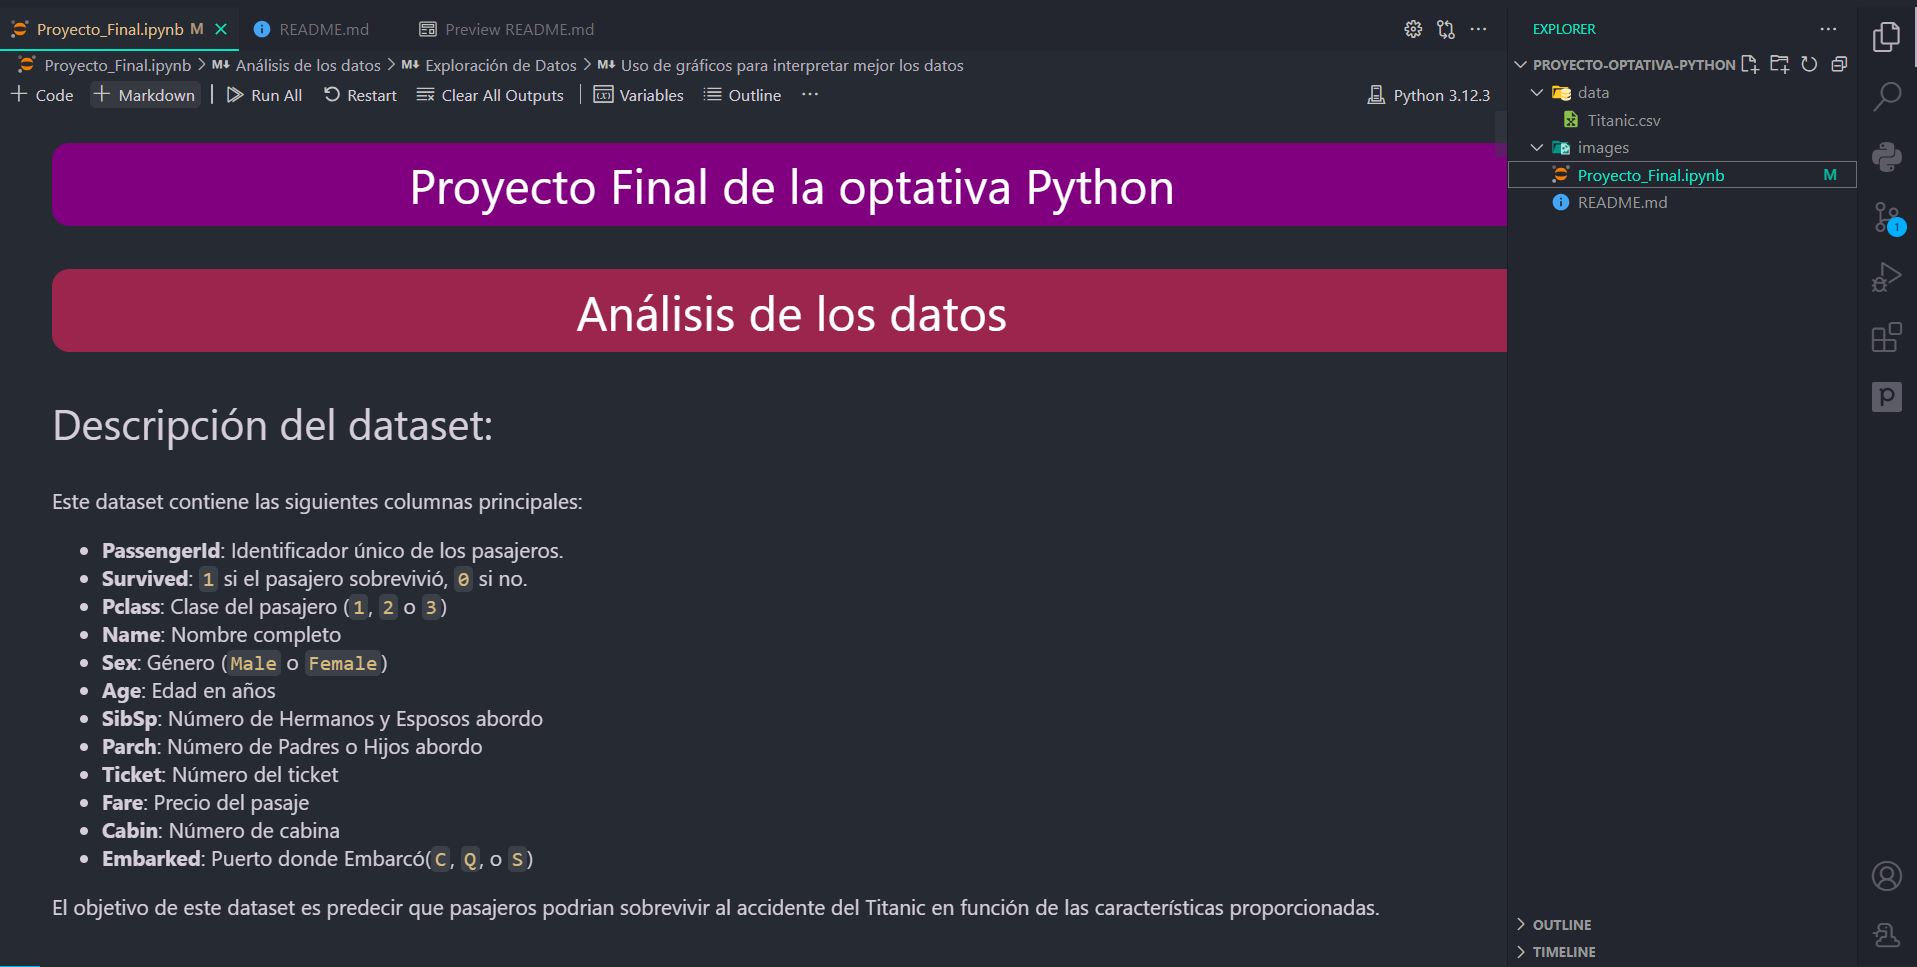 Proyecto_Final.ipynb M
README.md
Preview README.md
Proyecto_Final.ipynb > M↓ Análisis de los datos > M↓ Exploración de Datos > M↓ Uso de gráficos para interpretar mejor los datos
+ Code + Markdown | Run All Restart Clear All Outputs | Variables Outline ... Python 3.12.3
Proyecto Final de la optativa Python
Análisis de los datos
Descripción del dataset:
Este dataset contiene las siguientes columnas principales:
• PassengerId: Identificador único de los pasajeros.
• Survived: 1 si el pasajero sobrevivió, 0 si no.
• Pclass: Clase del pasajero (1, 2 o 3)
• Name: Nombre completo
• Sex: Género (Male o Female)
• Age: Edad en años
• SibSp: Número de Hermanos y Esposos abordo
• Parch: Número de Padres o Hijos abordo
• Ticket: Número del ticket
• Fare: Precio del pasaje
• Cabin: Número de cabina
• Embarked: Puerto donde Embarcó(C, Q, o S)
El objetivo de este dataset es predecir que pasajeros podrian sobrevivir al accidente del Titanic en función de las características proporcionadas.
EXPLORER
PROYECTO-OPTATIVA-PYTHON
data
Titanic.csv
images
Proyecto_Final.ipynb M
README.md
OUTLINE
TIMELINE
1